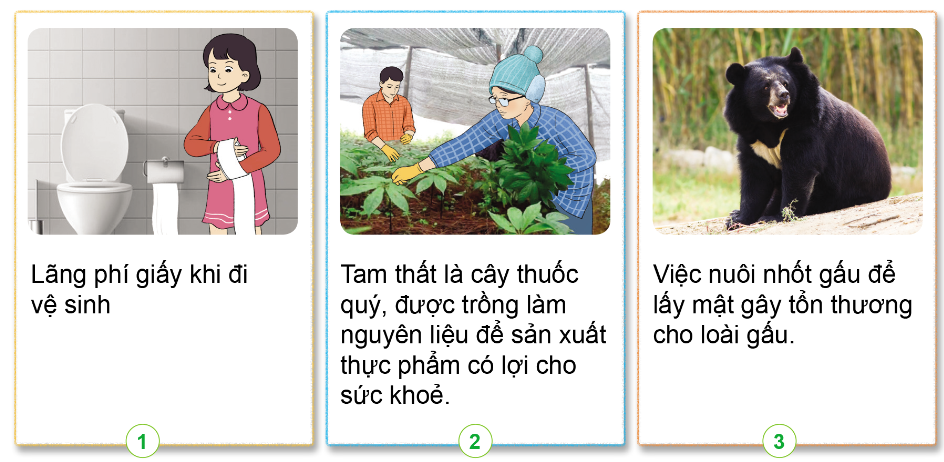 Lãng phí giấy khi đi
vệ sinh
1
Tam thất là cây thuốc
quý, được trồng làm
nguyên liệu để sản xuất
thực phẩm có lợi cho
sức khoẻ.
2
Việc nuôi nhốt gấu để
lấy mật gây tổn thương
cho loài gấu.
3